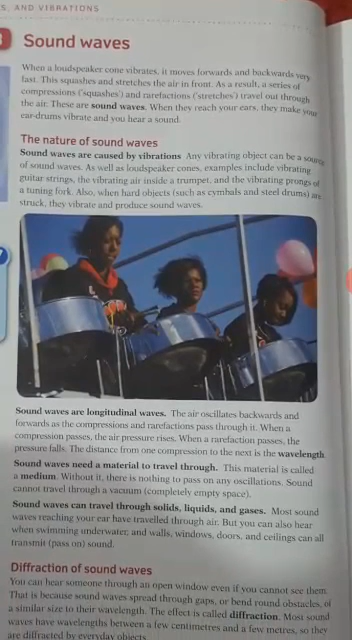 S, AND VIBRATIONS
Sound waves
When a loudspeaker cone vibrates, it moves forwards and backwards very
fast. This squashes and stretches the air in front. As a result, a series of
compressions ('squashes') and rarefactions ('stretches') travel out through
the air. These are sound waves. When they reach your ears, they make your
ear-drums vibrate and you hear a sound.
The nature of sound waves
Sound waves are caused by vibrations Any vibrating object can be a source
of sound waves. As well as loudspeaker cones, examples include vibrating
guitar strings, the vibrating air inside a trumpet, and the vibrating prongs of
a tuning fork. Also, when hard objects (such as cymbals and steel drums) are
struck, they vibrate and produce sound waves.
Sound waves are longitudinal waves. The air oscillates backwards and
forwards as the compressions and rarefactions pass through it. When a
compression passes, the air pressure rises. When a rarefaction passes, the
pressure falls. The distance from one compression to the next is the wavelength
Sound waves need a material to travel through. This material is called
a medium. Without it, there is nothing to pass on any oscillations. Sound
cannot travel through a vacuum (completely empty space).
Sound waves can travel through solids, liquids, and gases. Most sound
waves reaching your ear have travelled through air. But you can also hear
when swimming underwater, and walls, windows, doors, and ceilings can all
transmit (pass on) sound.
Diffraction of sound waves
You can hear someone through an open window even if you cannot see them.
That is because sound waves spread through gaps, or bend round obstacles, of
a similar size to their wavelength. The effect is called diffraction. Most sound
waves have wavelengths between a few centimetres and a few metres, so they
are diffracted by everyday objects